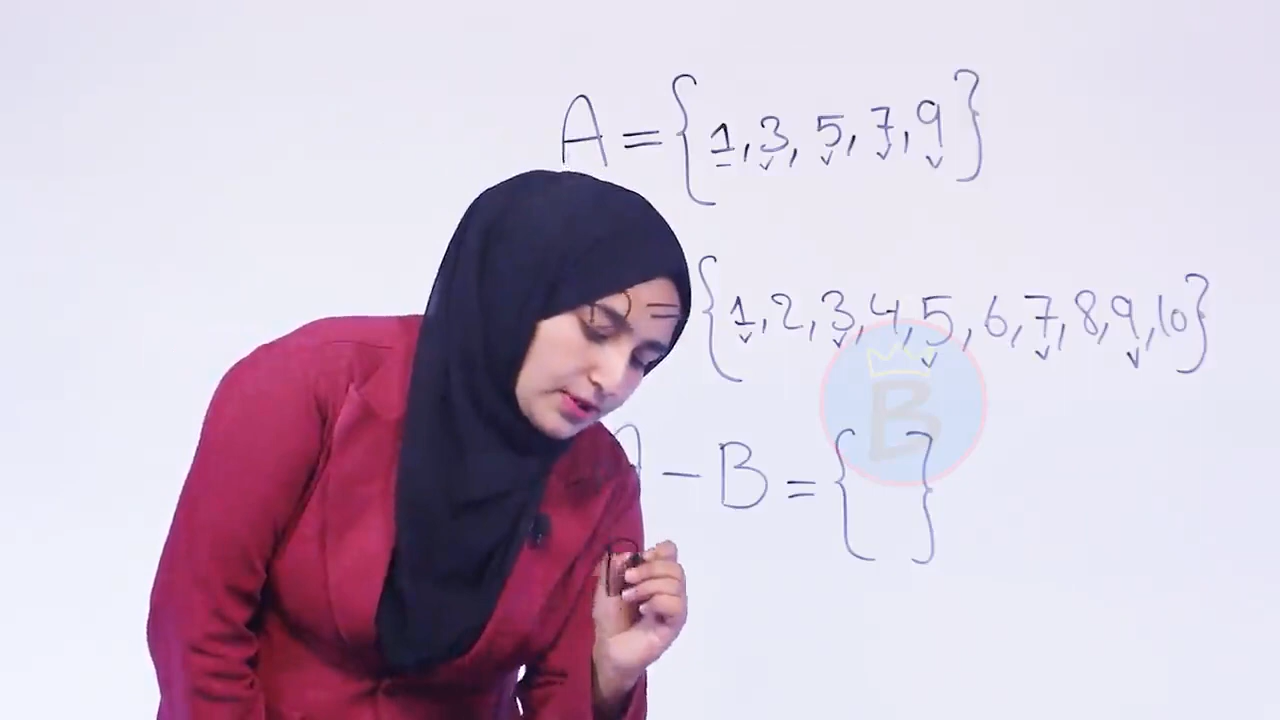 A = {1, 3, 5, 7, 9}
B = {1, 2, 3, 4, 5, 6, 7, 8, 9, 10}
A - B = { }
B
B